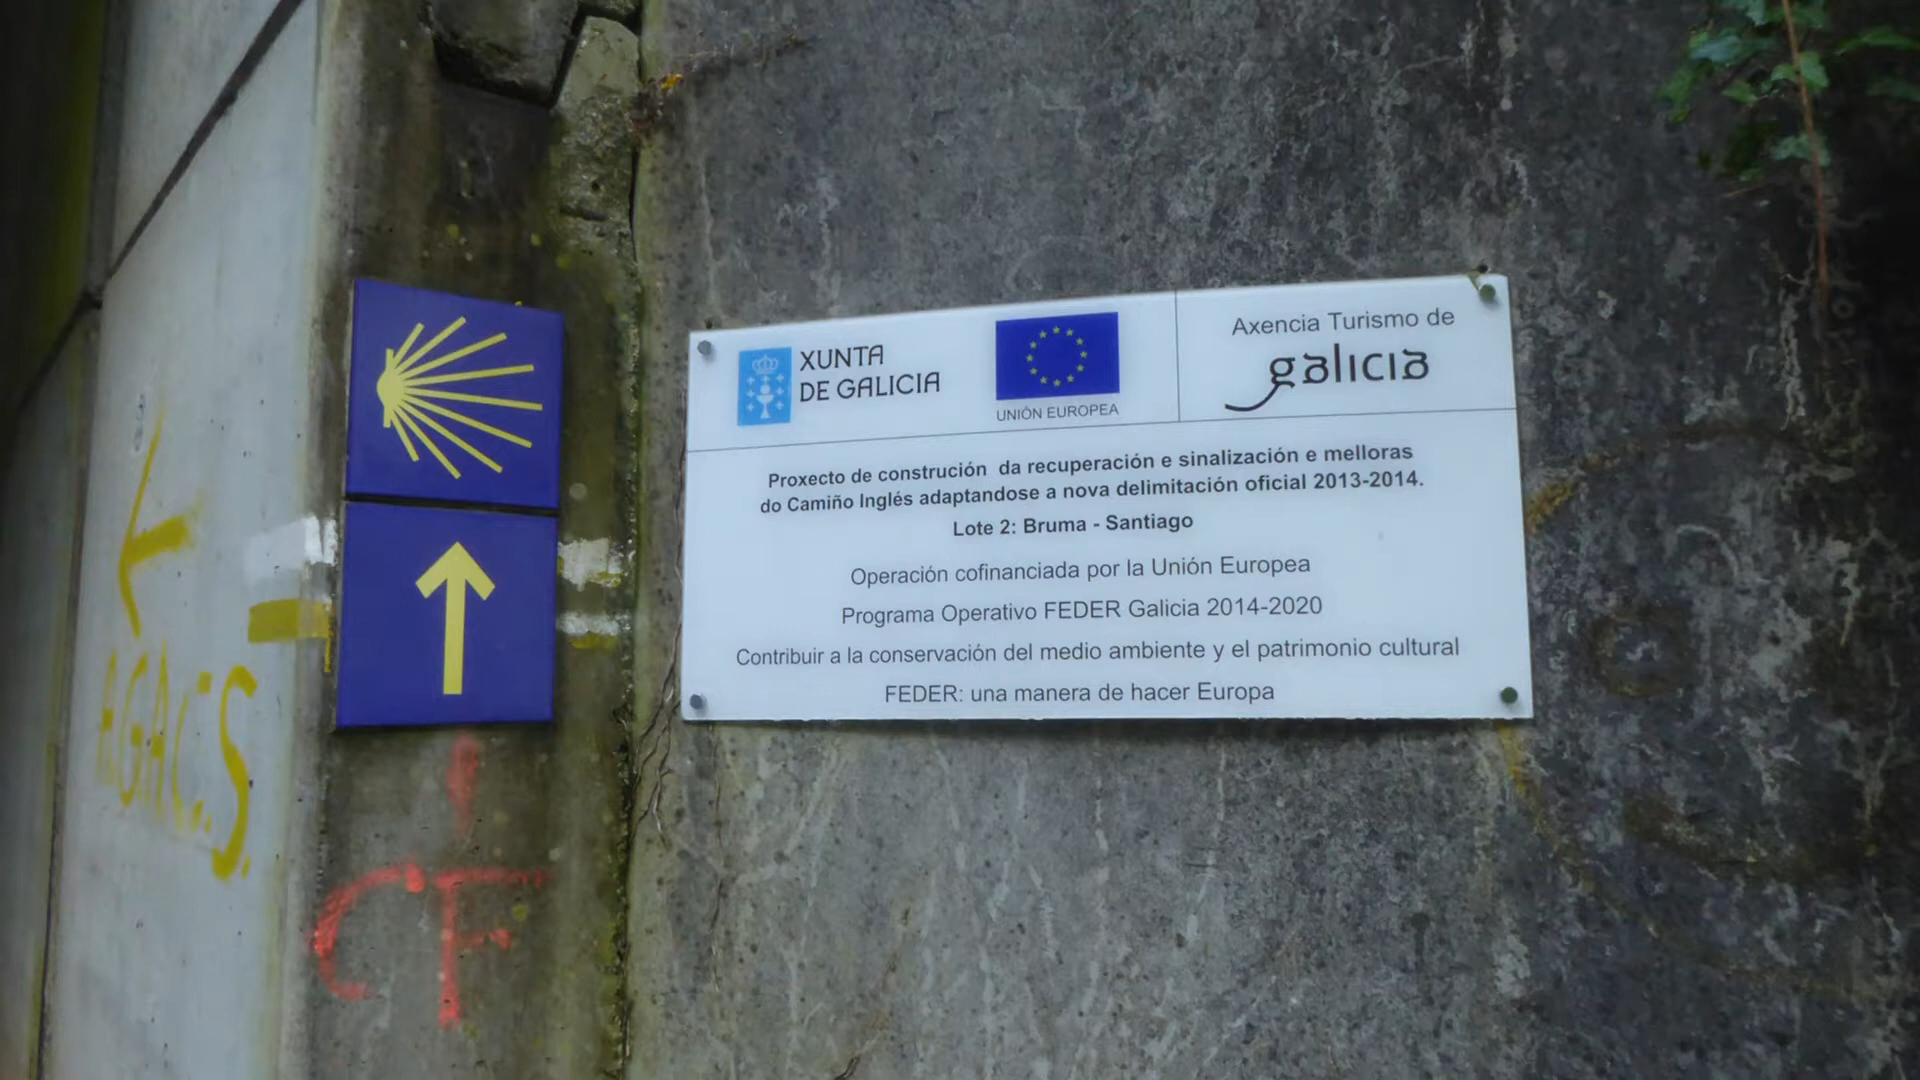 XUNTA
DE GALICIA
UNIÓN EUROPEA
Axencia Turismo de
galicia
Proxecto de construción da recuperación e sinalización e melloras
do Camiño Inglés adaptandose a nova delimitación oficial 2013-2014.
Lote 2: Bruma - Santiago
Operación cofinanciada por la Unión Europea
Programa Operativo FEDER Galicia 2014-2020
Contribuir a la conservación del medio ambiente y el patrimonio cultural
FEDER: una manera de hacer Europa
CF